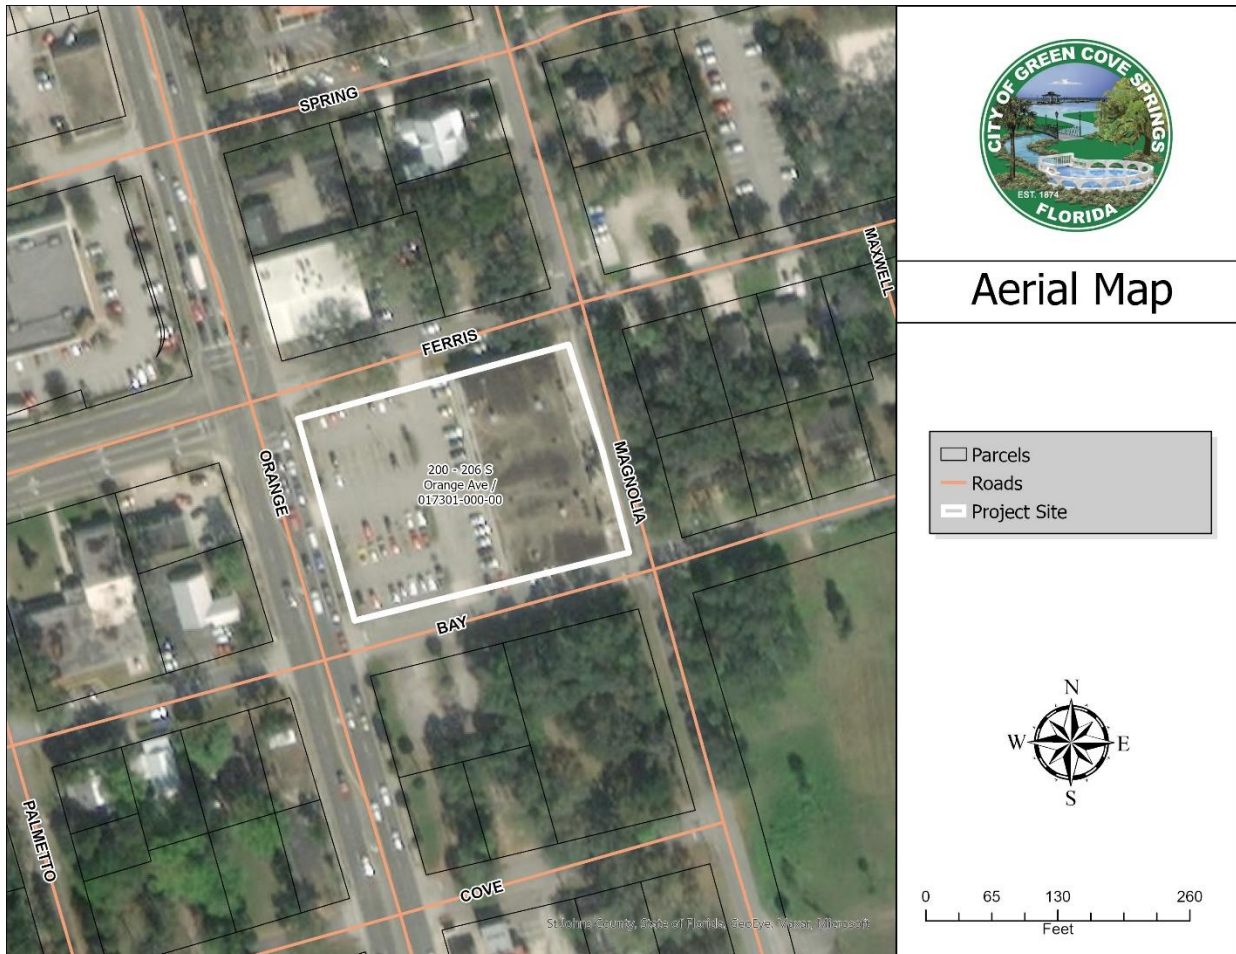 SPRING
FERRIS
MAXWELL
ORANGE
MAGNOLIA
200 - 206 S
Orange Ave /
017301-000-00
BAY
PALMETTO
COVE
St Johns County, State of Florida, GeoEye, Maxar, Microsoft
CITY OF GREEN COVE SPRINGS
EST. 1874
FLORIDA
Aerial Map
Parcels
Roads
Project Site
N
W E
S
0 65 130 260
Feet